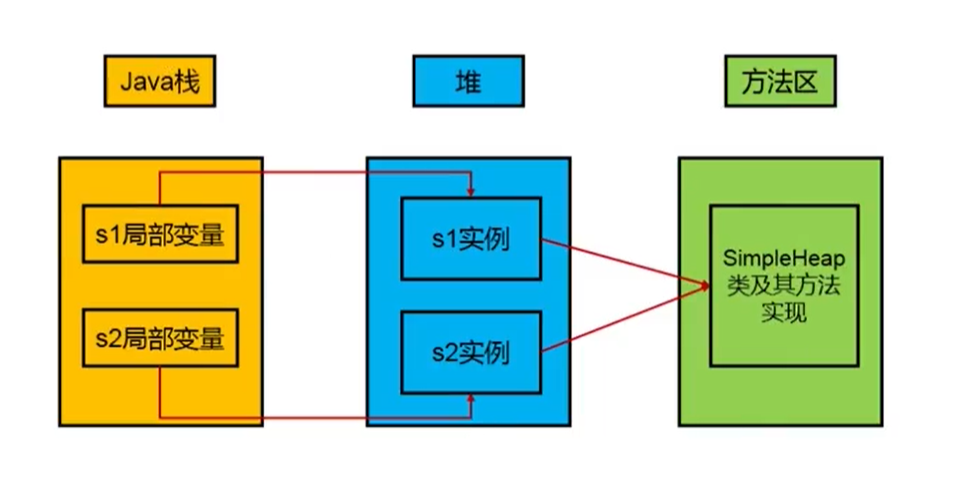 Java栈
堆
方法区
s1局部变量
s1实例
s2局部变量
s2实例
SimpleHeap
类及其方法
实现